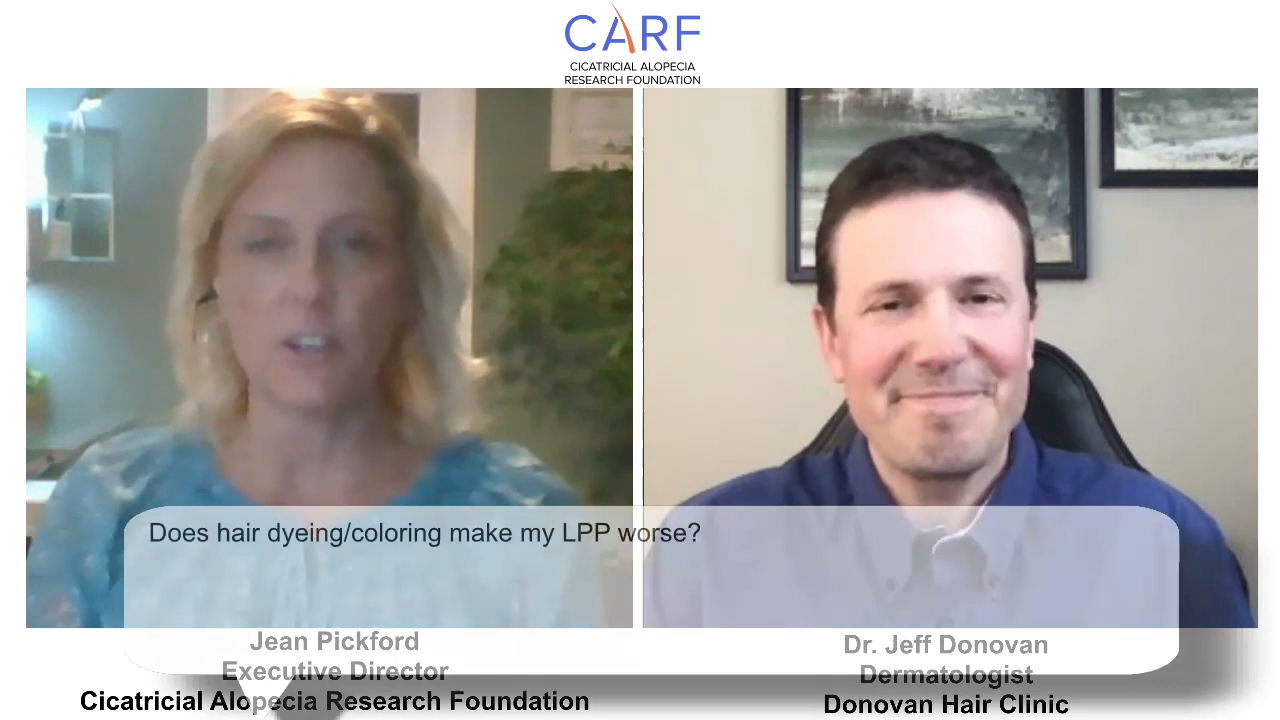 CARF
CICATRICIAL ALOPECIA
RESEARCH FOUNDATION
Does hair dyeing/coloring make my LPP worse?
Jean Pickford
Executive Director
Cicatricial Alopecia Research Foundation
Dr. Jeff Donovan
Dermatologist
Donovan Hair Clinic